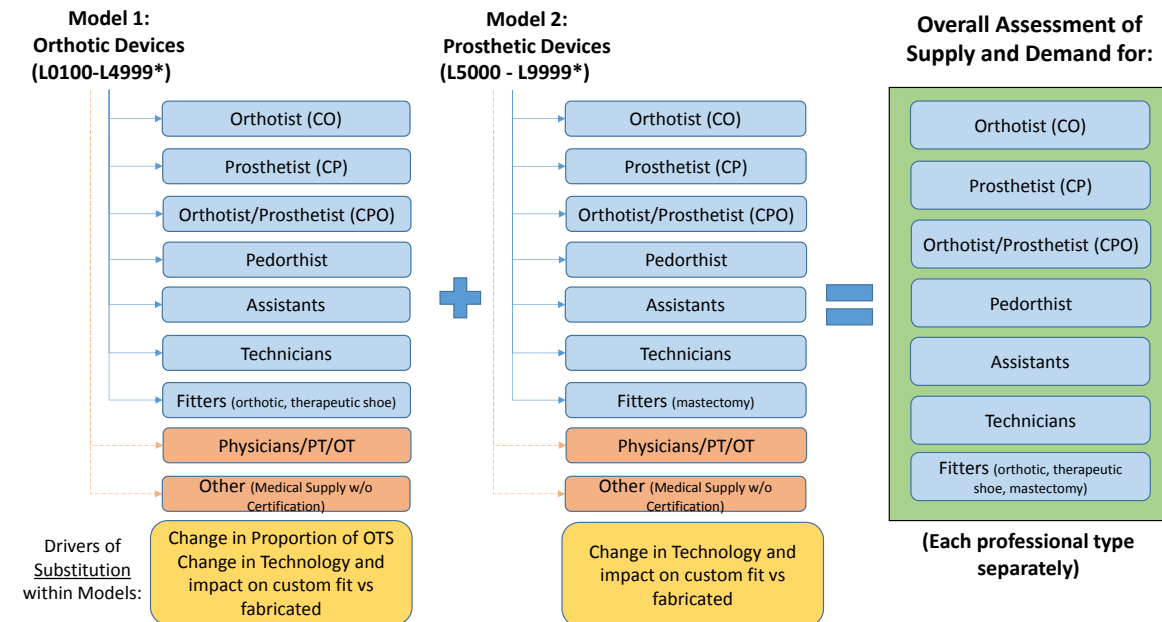 Model 1:
Orthotic Devices
(L0100-L4999*)
Orthotist (CO)
Prosthetist (CP)
Orthotist/Prosthetist (CPO)
Pedorthist
Assistants
Technicians
Fitters (orthotic, therapeutic shoe)
Physicians/PT/OT
Other (Medical Supply w/o
Certification)
Drivers of
Substitution
within Models:
Change in Proportion of OTS
Change in Technology and
impact on custom fit vs
fabricated
Model 2:
Prosthetic Devices
(L5000 - L9999*)
Orthotist (CO)
Prosthetist (CP)
Orthotist/Prosthetist (CPO)
Pedorthist
Assistants
Technicians
Fitters (mastectomy)
Physicians/PT/OT
Other (Medical Supply w/o
Certification)
Change in Technology and
impact on custom fit vs
fabricated
Overall Assessment of
Supply and Demand for:
Orthotist (CO)
Prosthetist (CP)
Orthotist/Prosthetist (CPO)
Pedorthist
Assistants
Technicians
Fitters (orthotic, therapeutic
shoe, mastectomy)
(Each professional type
separately)